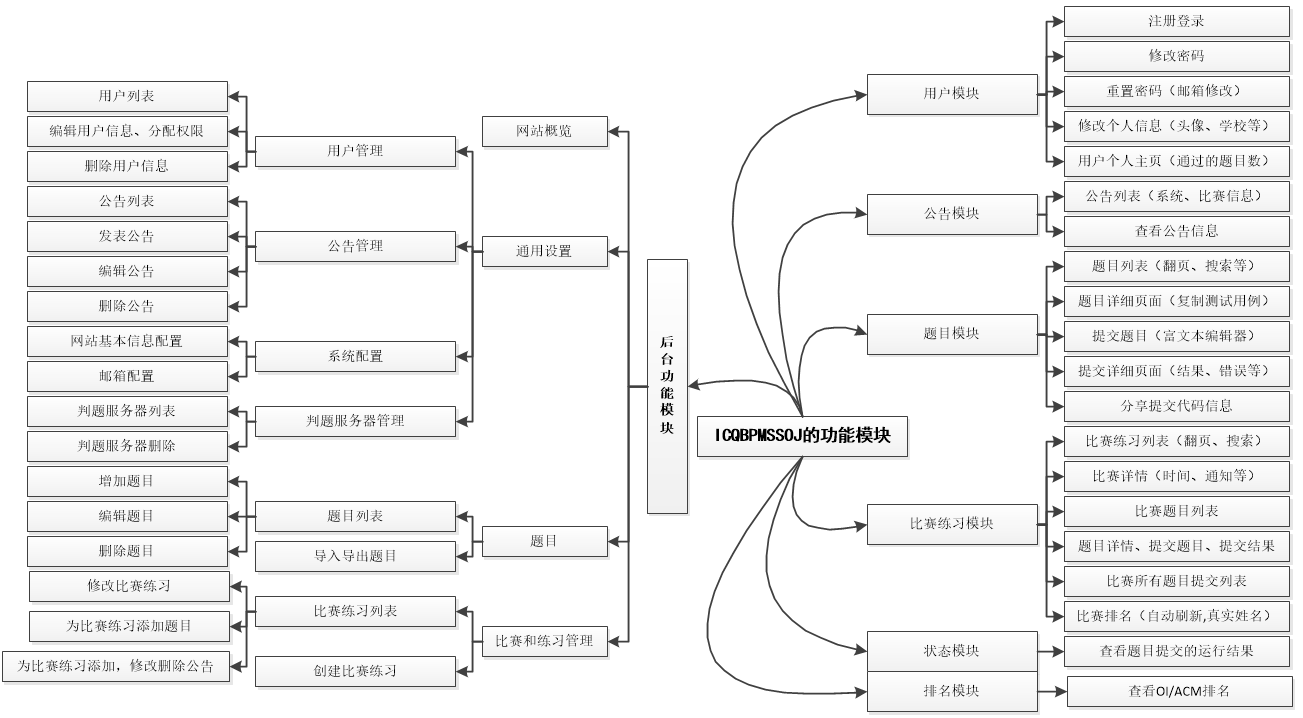 ICQBPMSSOJ的功能模块
用户模块
注册登录
修改密码
重置密码（邮箱修改）
修改个人信息（头像、学校等）
用户个人主页（通过的题目数）
公告模块
公告列表（系统、比赛信息）
查看公告信息
题目模块
题目列表（翻页、搜索等）
题目详细页面（复制测试用例）
提交题目（富文本编辑器）
提交详细页面（结果、错误等）
分享提交代码信息
比赛练习模块
比赛练习列表（翻页、搜索）
比赛详情（时间、通知等）
比赛题目列表
题目详情、提交题目、提交结果
比赛所有题目提交列表
比赛排名（自动刷新,真实姓名）
状态模块
查看题目提交的运行结果
排名模块
查看OI/ACM排名
后台功能模块
网站概览
通用设置
用户管理
用户列表
编辑用户信息、分配权限
删除用户信息
公告管理
公告列表
发表公告
编辑公告
删除公告
系统配置
网站基本信息配置
邮箱配置
判题服务器管理
判题服务器列表
判题服务器删除
题目
题目列表
增加题目
编辑题目
删除题目
导入导出题目
比赛和练习管理
比赛练习列表
修改比赛练习
为比赛练习添加题目
为比赛练习添加，修改删除公告
创建比赛练习